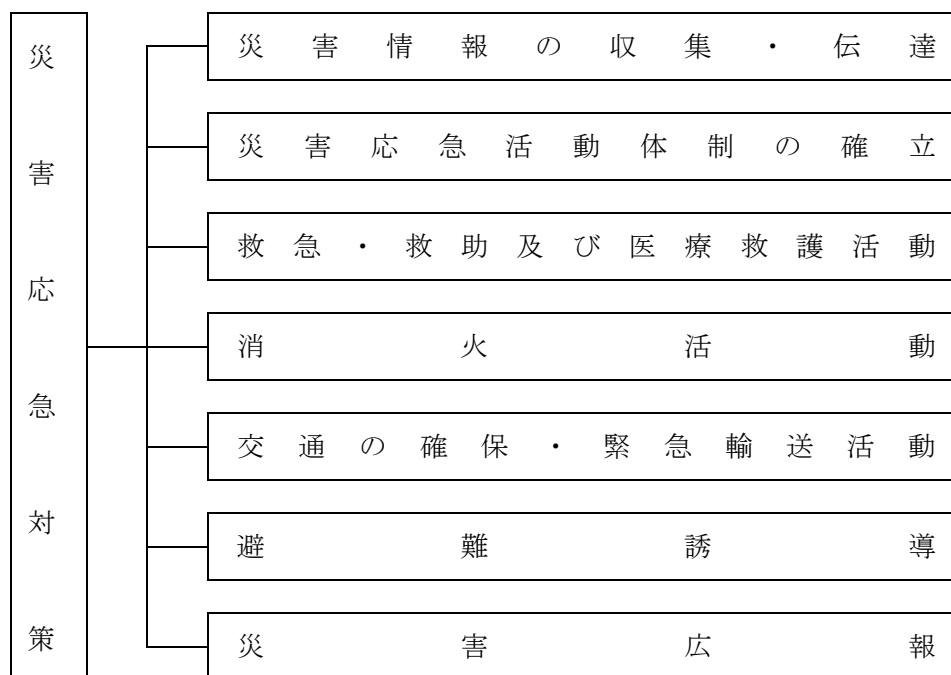 災害応急対策
災害情報の収集・伝達
災害応急活動体制の確立
救急・救助及び医療救護活動
消火活動
交通の確保・緊急輸送活動
避難誘導
災害広報